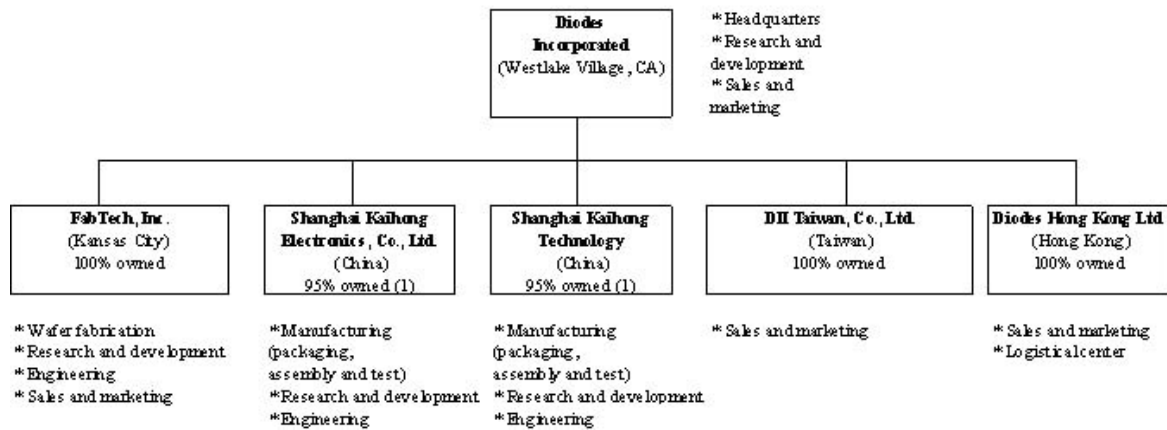 Diodes
Incorporated
(Westlake Village, CA)
* Headquarters
* Research and
development
* Sales and
marketing
FabTech, Inc.
(Kansas City)
100% owned
Shanghai Kaihong
Electronics, Co., Ltd.
(China)
95% owned (1)
Shanghai Kaihong
Technology
(China)
95% owned (1)
DII Taiwan, Co., Ltd.
(Taiwan)
100% owned
Diodes Hong Kong Ltd
(Hong Kong)
100% owned
* Wafer fabrication
* Research and development
* Engineering
* Sales and marketing
* Manufacturing
(packaging,
assembly and test)
* Research and development
* Engineering
* Manufacturing
(packaging,
assembly and test)
* Research and development
* Engineering
* Sales and marketing
* Sales and marketing
* Logistical center